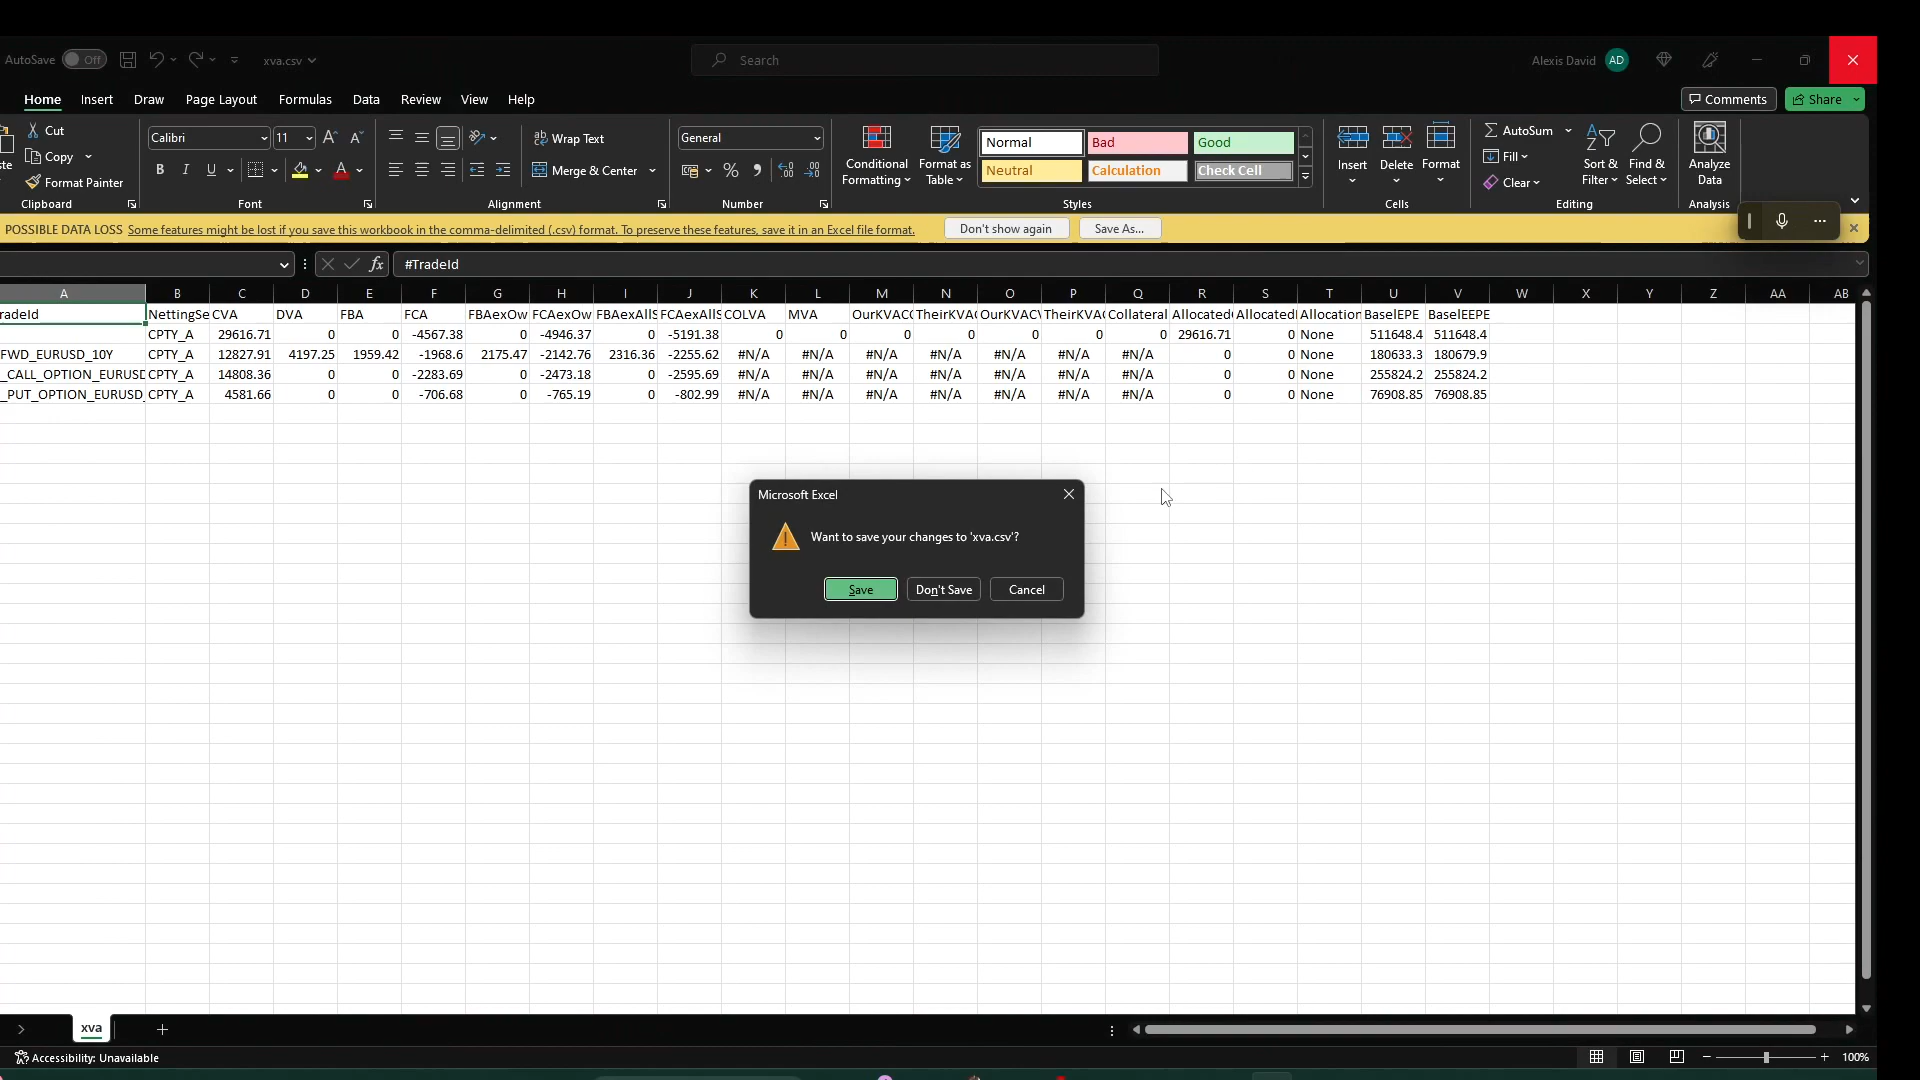 AutoSave Off xva.csv Search Alexis David AD
Home Insert Draw Page Layout Formulas Data Review View Help Comments Share
Cut
Copy
Format Painter
Clipboard
Calibri 11
B I U
Font
Wrap Text
Merge & Center
Alignment
General
Number
Conditional Formatting
Format as Table
Normal Bad Good
Neutral Calculation Check Cell
Styles
Insert Delete Format
Cells
AutoSum
Fill
Clear
Sort & Filter
Find & Select
Editing
Analyze Data
Analysis
POSSIBLE DATA LOSS Some features might be lost if you save this workbook in the comma-delimited (.csv) format. To preserve these features, save it in an Excel file format. Don't show again Save As...
fx #TradeId
A B C D E F G H I J K L M N O P Q R S T U V W X Y Z AA AB
radeId NettingSe CVA DVA FBA FCA FBAexOw FCAexOw FBAexAllS FCAexAllS COLVA MVA OurKVAC TheirKVAC OurKVAC TheirKVAC Collateral Allocated Allocated Allocation BaselEPE BaselEEPE
CPTY_A 29616.71 0 0 -4567.38 0 -4946.37 0 -5191.38 0 0 0 0 0 0 0 29616.71 0 None 511648.4 511648.4
FWD_EURUSD_10Y CPTY_A 12827.91 4197.25 1959.42 -1968.6 2175.47 -2142.76 2316.36 -2255.62 #N/A #N/A #N/A #N/A #N/A #N/A #N/A 0 0 None 180633.3 180679.9
_CALL_OPTION_EURUSD CPTY_A 14808.36 0 0 -2283.69 0 -2473.18 0 -2595.69 #N/A #N/A #N/A #N/A #N/A #N/A #N/A 0 0 None 255824.2 255824.2
_PUT_OPTION_EURUSD_ CPTY_A 4581.66 0 0 -706.68 0 -765.19 0 -802.99 #N/A #N/A #N/A #N/A #N/A #N/A #N/A 0 0 None 76908.85 76908.85
Microsoft Excel
Want to save your changes to 'xva.csv'?
Save Don't Save Cancel
xva
Accessibility: Unavailable 100%